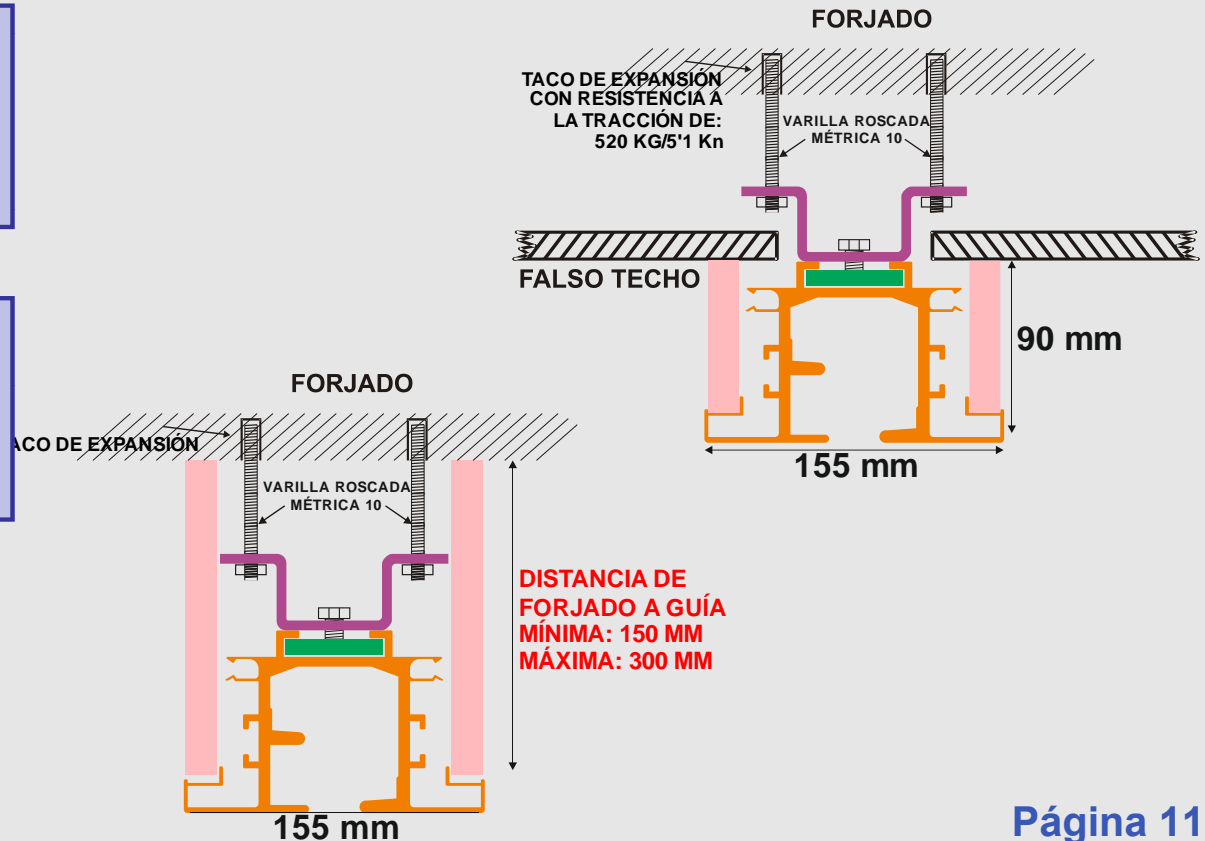 FORJADO
TACO DE EXPANSIÓN
CON RESISTENCIA A
LA TRACCIÓN DE:
520 KG/5'1 Kn
VARILLA ROSCADA
MÉTRICA 10
FALSO TECHO
90 mm
155 mm
FORJADO
ACO DE EXPANSIÓN
VARILLA ROSCADA
MÉTRICA 10
DISTANCIA DE
FORJADO A GUÍA
MÍNIMA: 150 MM
MÁXIMA: 300 MM
155 mm
Página 11